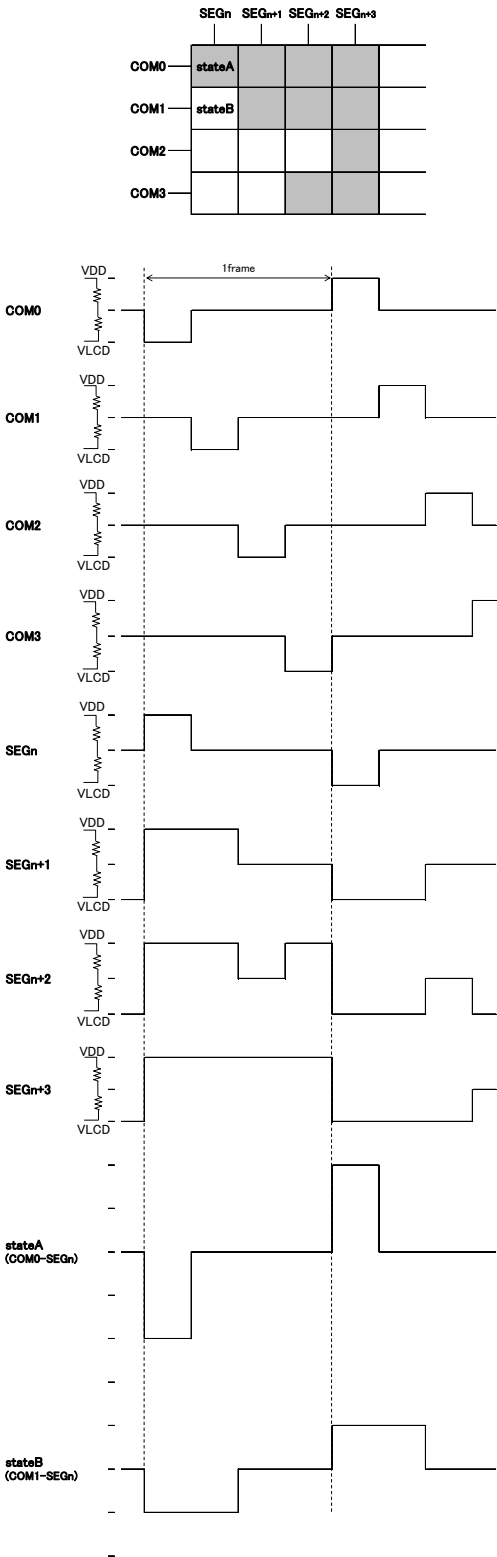 SEGn SEGn+1 SEGn+2 SEGn+3
COM0 stateA
COM1 stateB
COM2
COM3
VDD 1frame
COM0
VLCD
VDD
COM1
VLCD
VDD
COM2
VLCD
VDD
COM3
VLCD
VDD
SEGn
VLCD
VDD
SEGn+1
VLCD
VDD
SEGn+2
VLCD
VDD
SEGn+3
VLCD
stateA
(COM0-SEGn)
stateB
(COM1-SEGn)